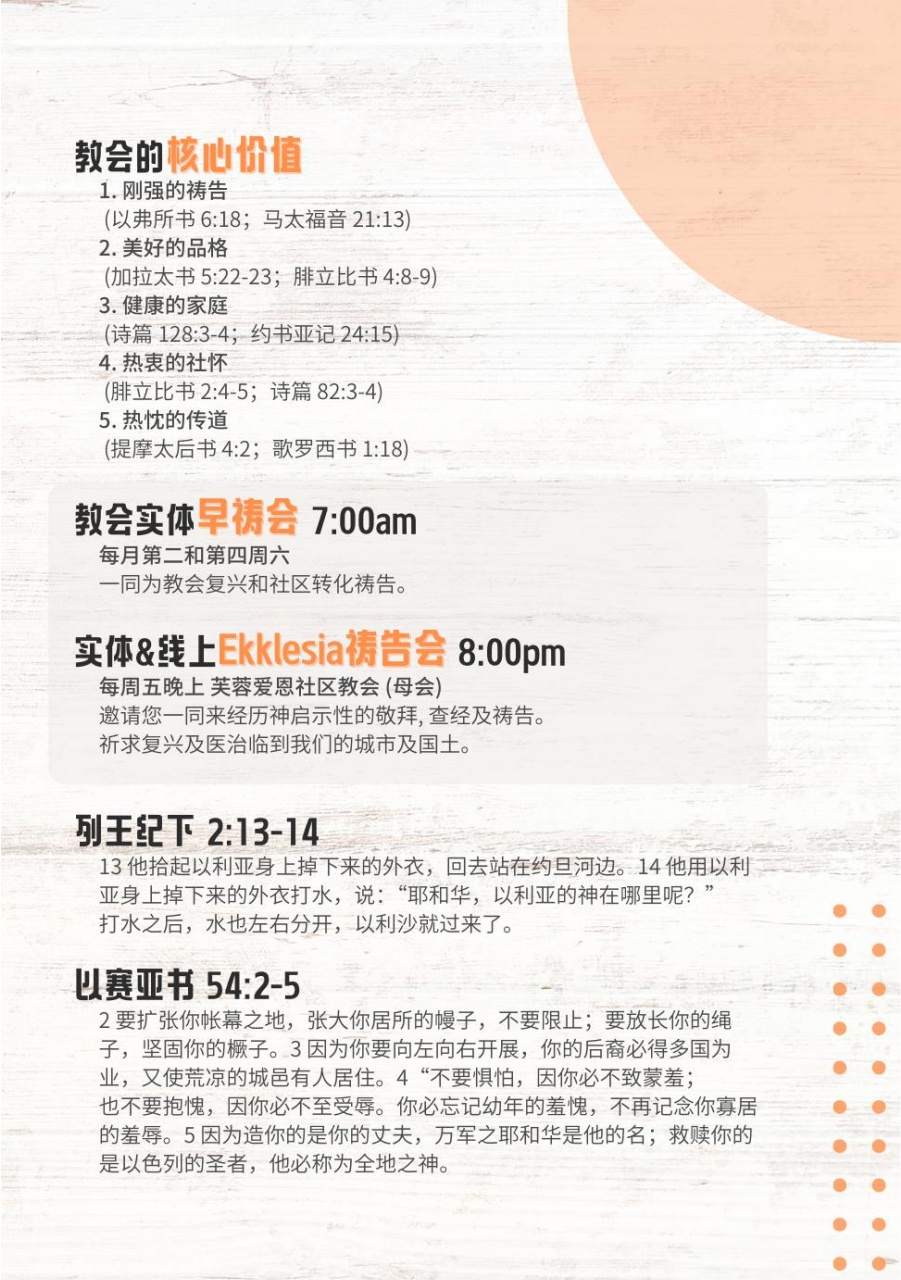 教会的核心价值
1. 刚强的祷告
(以弗所书 6:18；马太福音 21:13)
2. 美好的品格
(加拉太书 5:22-23；腓立比书 4:8-9)
3. 健康的家庭
(诗篇 128:3-4；约书亚记 24:15)
4. 热衷的社怀
(腓立比书 2:4-5；诗篇 82:3-4)
5. 热忱的传道
(提摩太后书 4:2；歌罗西书 1:18)
教会实体早祷会 7:00am
每月第二和第四周六
一同为教会复兴和社区转化祷告。
实体&线上Ekklesia祷告会 8:00pm
每周五晚上 芙蓉爱恩社区教会 (母会)
邀请您一同来经历神启示性的敬拜, 查经及祷告。
祈求复兴及医治临到我们的城市及国土。
列王纪下 2:13-14
13 他拾起以利亚身上掉下来的外衣，回去站在约旦河边。14 他用以利
亚身上掉下来的外衣打水，说：“耶和华，以利亚的神在哪里呢？”
打水之后，水也左右分开，以利沙就过来了。
以赛亚书 54:2-5
2 要扩张你帐幕之地，张大你居所的幔子，不要限止；要放长你的绳
子，坚固你的橛子。3 因为你要向左向右开展，你的后裔必得多国为
业，又使荒凉的城邑有人居住。4 “不要惧怕，因你必不致蒙羞；
也不要抱愧，因你必不至受辱。你必忘记幼年的羞愧，不再记念你寡居
的羞辱。5 因为造你的是你的丈夫，万军之耶和华是他的名；救赎你的
是以色列的圣者，他必称为全地之神。